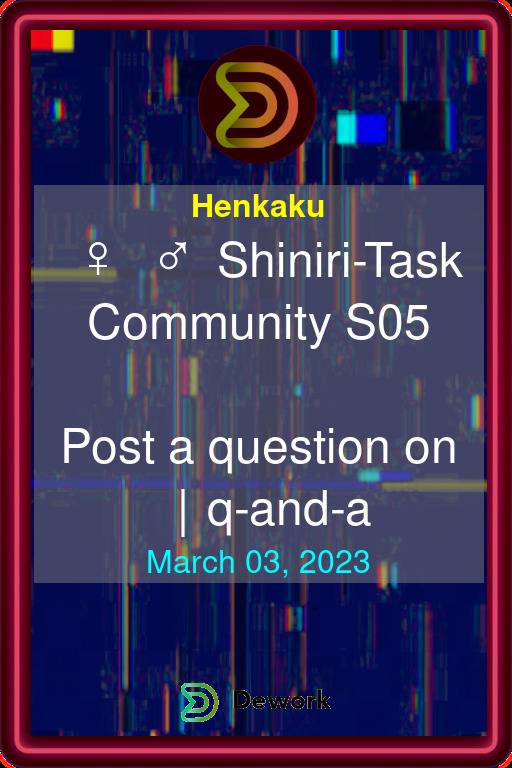 Henkaku
♀ ♂ Shiniri-Task
Community S05
Post a question on
| q-and-a
March 03, 2023
Dework